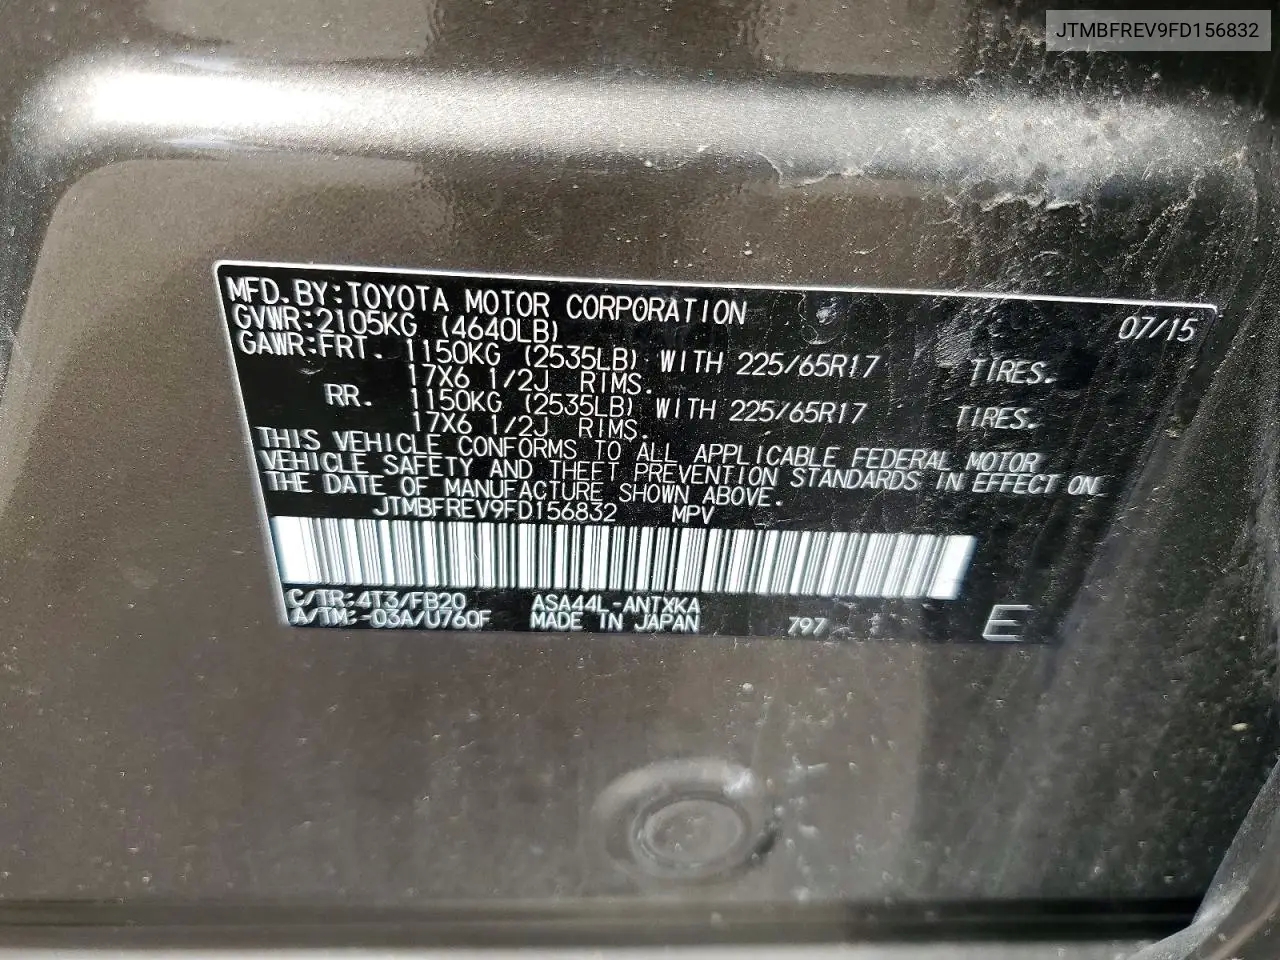 JTMBFREV9FD156832
MFD.BY:TOYOTA MOTOR CORPORATION 07/15
GVWR:2105KG (4640LB)
GAWR:FRT. 1150KG (2535LB) WITH 225/65R17 TIRES.
17X6 1/2J RIMS.
RR. 1150KG (2535LB) WITH 225/65R17 TIRES.
17X6 1/2J RIMS.
THIS VEHICLE CONFORMS TO ALL APPLICABLE FEDERAL MOTOR
VEHICLE SAFETY AND THEFT PREVENTION STANDARDS IN EFFECT ON
THE DATE OF MANUFACTURE SHOWN ABOVE.
JTMBFREV9FD156832 MPV
C/TR:4T3/FB20 ASA44L-ANTXKA
A/TM:-03A/U760F MADE IN JAPAN 797 E